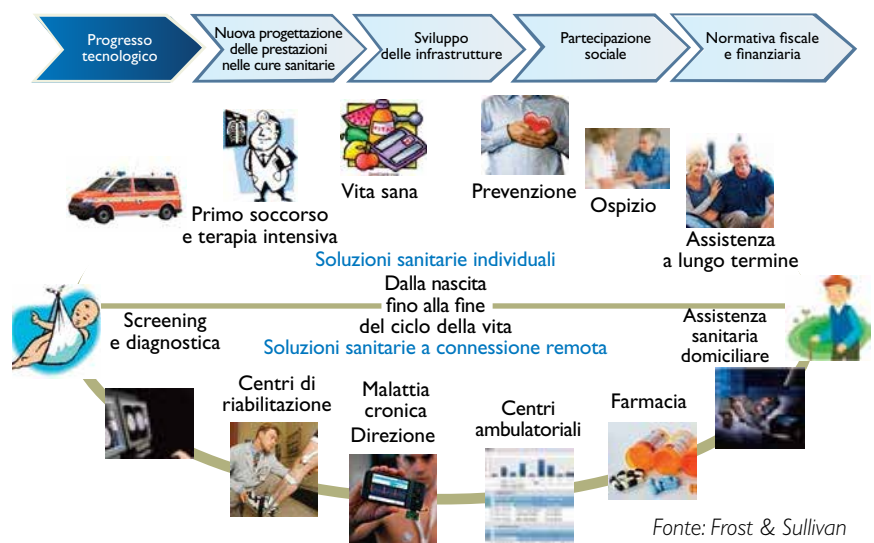 Progresso
tecnologico
Nuova progettazione
delle prestazioni
nelle cure sanitarie
Sviluppo
delle infrastrutture
Partecipazione
sociale
Normativa fiscale
e finanziaria
Primo soccorso
e terapia intensiva
Vita sana
Prevenzione
Ospizio
Assistenza
a lungo termine
Soluzioni sanitarie individuali
Dalla nascita
fino alla fine
del ciclo della vita
Soluzioni sanitarie a connessione remota
Screening
e diagnostica
Assistenza
sanitaria
domiciliare
Centri di
riabilitazione
Malattia
cronica
Direzione
Centri
ambulatoriali
Farmacia
Fonte: Frost & Sullivan